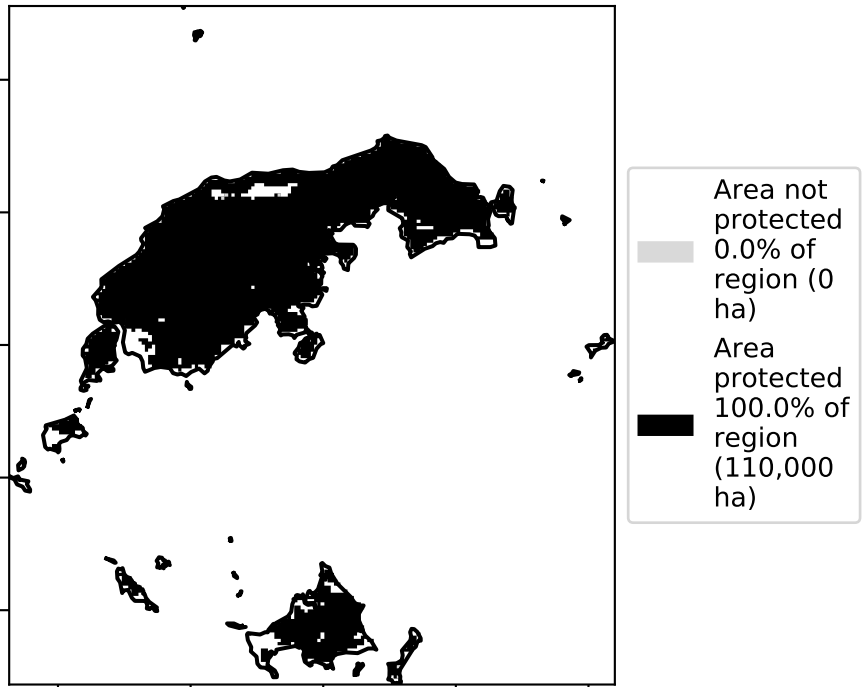 Area not
protected
0.0% of
region (0
ha)
Area
protected
100.0% of
region
(110,000
ha)